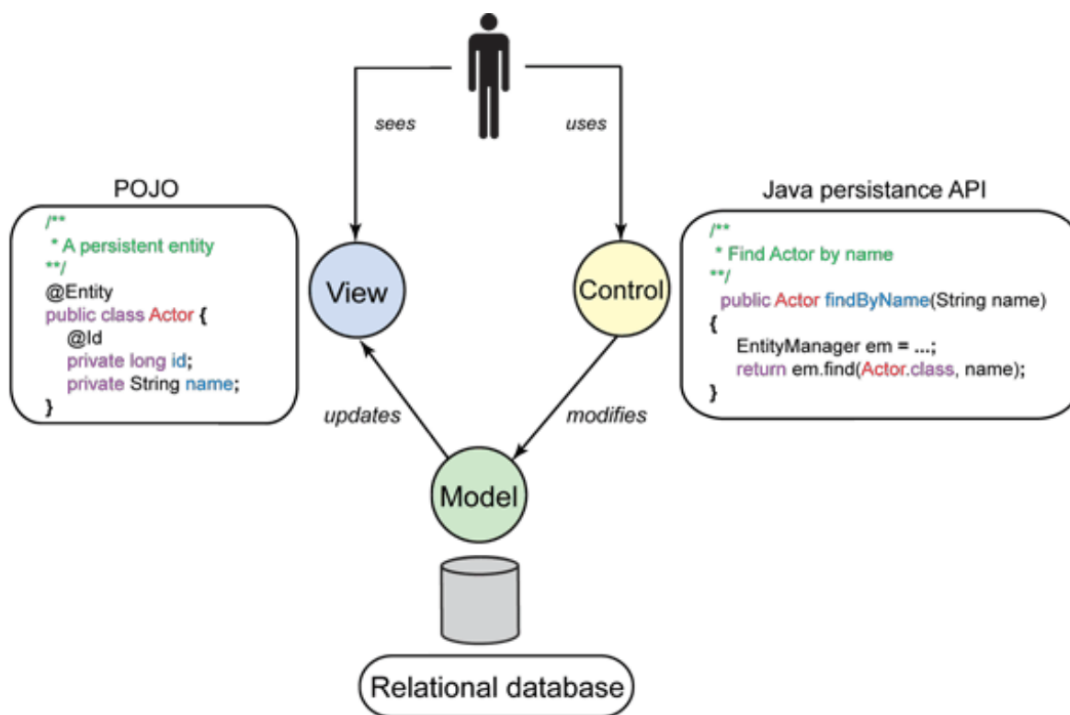 sees
uses
POJO
/**
* A persistent entity
**/
@Entity
public class Actor {
@Id
private long id;
private String name;
}
View
Control
Java persistance API
/**
* Find Actor by name
**/
public Actor findByName(String name)
{
EntityManager em = ...;
return em.find(Actor.class, name);
}
updates
modifies
Model
Relational database